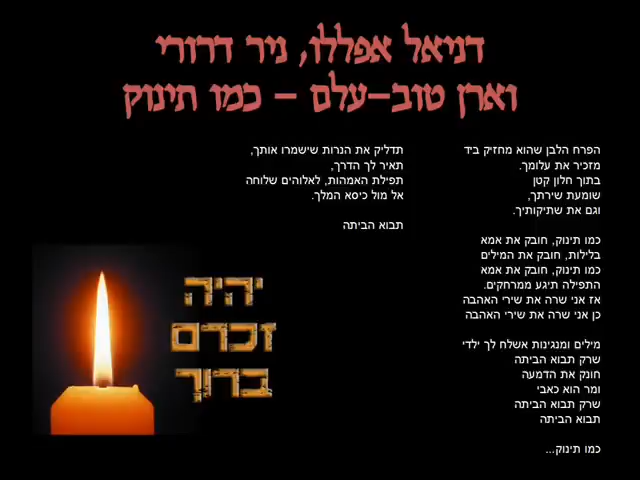 דניאל אפללו, ניר דרורי
וארן טוב-עלם - כמו תינוק
הפרח הלבן שהוא מחזיק ביד
מזכיר את עלומך.
בתוך חלון קטן
שומעת שירתך,
וגם את שתיקותיך.
כמו תינוק, חובק את אמא
בלילות, חובק את המילים
כמו תינוק, חובק את אמא
התפילה תיגע ממרחקים.
אז אני שרה את שירי האהבה
כן אני שרה את שירי האהבה
מילים ומנגינות אשלח לך ילדי
שרק תבוא הביתה
חונק את הדמעה
ומר הוא כאבי
שרק תבוא הביתה
תבוא הביתה
כמו תינוק...
תדליק את הנרות שישמרו אותך,
תאיר לך הדרך,
תפילת האמהות, לאלוהים שלוחה
אל מול כיסא המלך.
תבוא הביתה
יהיה
זכרם
ברוך